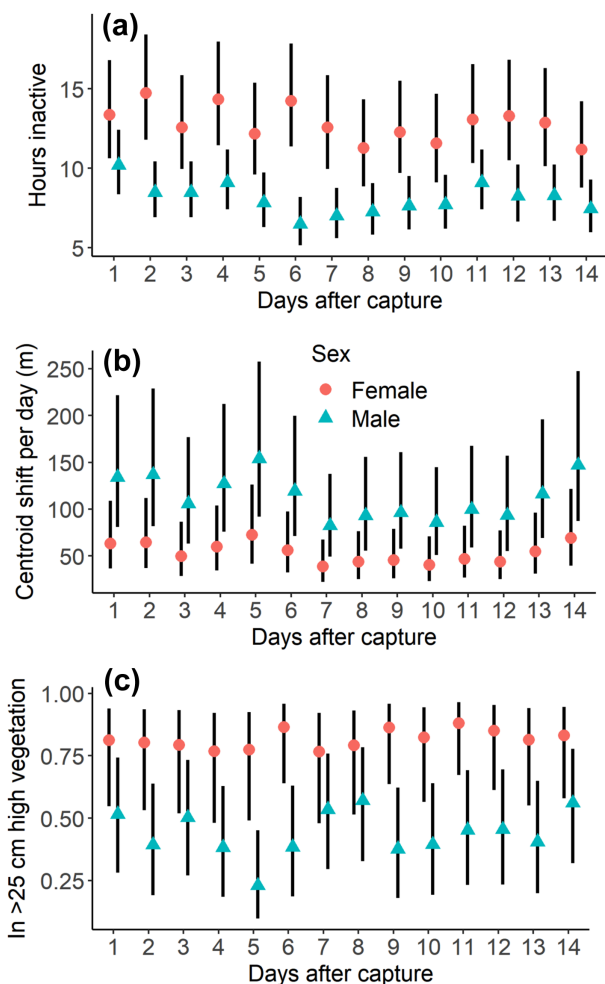 (a)
Hours inactive
15
10
5
1 2 3 4 5 6 7 8 9 10 11 12 13 14
Days after capture
(b)
Sex
Female
Male
Centroid shift per day (m)
250
200
150
100
50
1 2 3 4 5 6 7 8 9 10 11 12 13 14
Days after capture
(c)
In >25 cm high vegetation
1.00
0.75
0.50
0.25
1 2 3 4 5 6 7 8 9 10 11 12 13 14
Days after capture